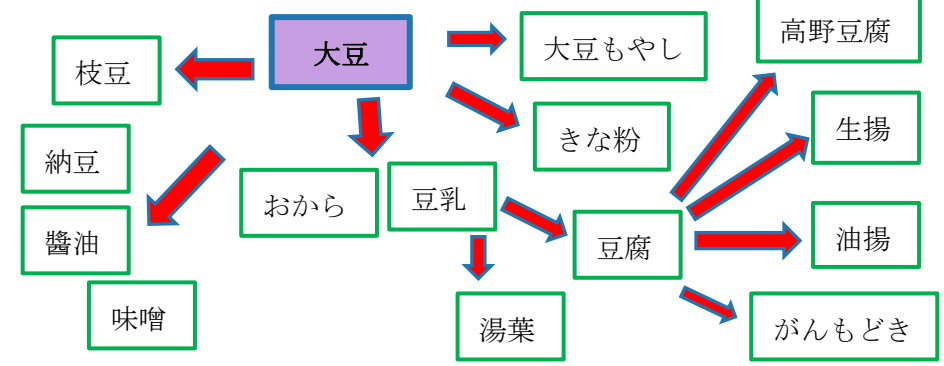 大豆
大豆もやし
高野豆腐
枝豆
きな粉
生揚
納豆
おから
豆乳
醬油
豆腐
油揚
味噌
湯葉
がんもどき